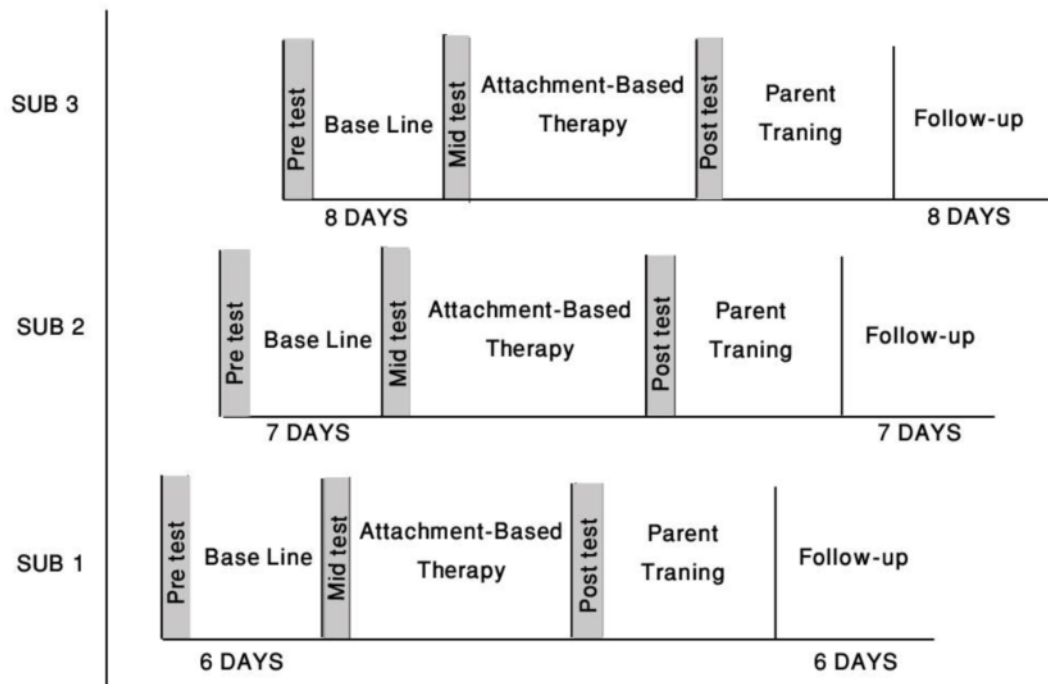 SUB 3
Pre test
Base Line
Mid test
Attachment-Based
Therapy
Post test
Parent
Traning
Follow-up
8 DAYS
8 DAYS
SUB 2
Pre test
Base Line
Mid test
Attachment-Based
Therapy
Post test
Parent
Traning
Follow-up
7 DAYS
7 DAYS
SUB 1
Pre test
Base Line
Mid test
Attachment-Based
Therapy
Post test
Parent
Traning
Follow-up
6 DAYS
6 DAYS